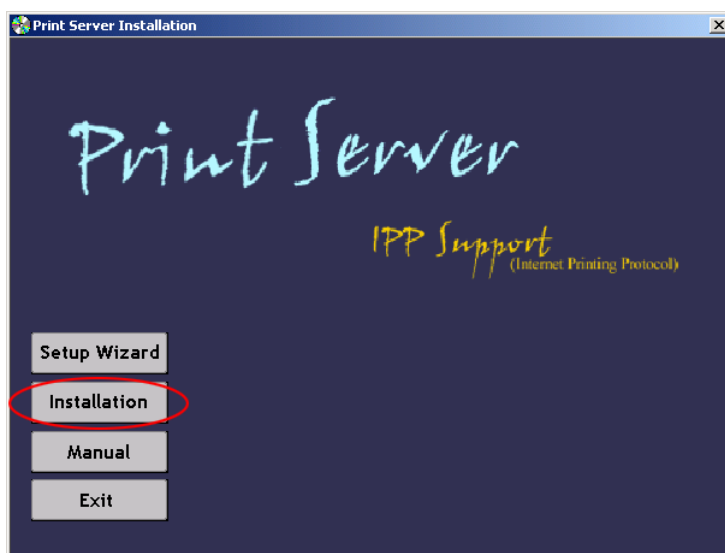 Print Server Installation
Print Server
IPP Support
(Internet Printing Protocol)
Setup Wizard
Installation
Manual
Exit